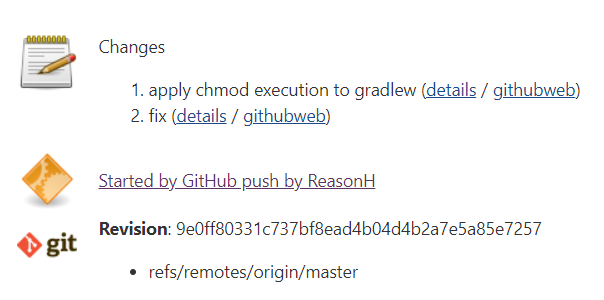 Changes
1. apply chmod execution to gradlew (details / githubweb)
2. fix (details / githubweb)
Started by GitHub push by ReasonH
git
Revision: 9e0ff80331c737bf8ead4b04d4b2a7e5a85e7257
• refs/remotes/origin/master